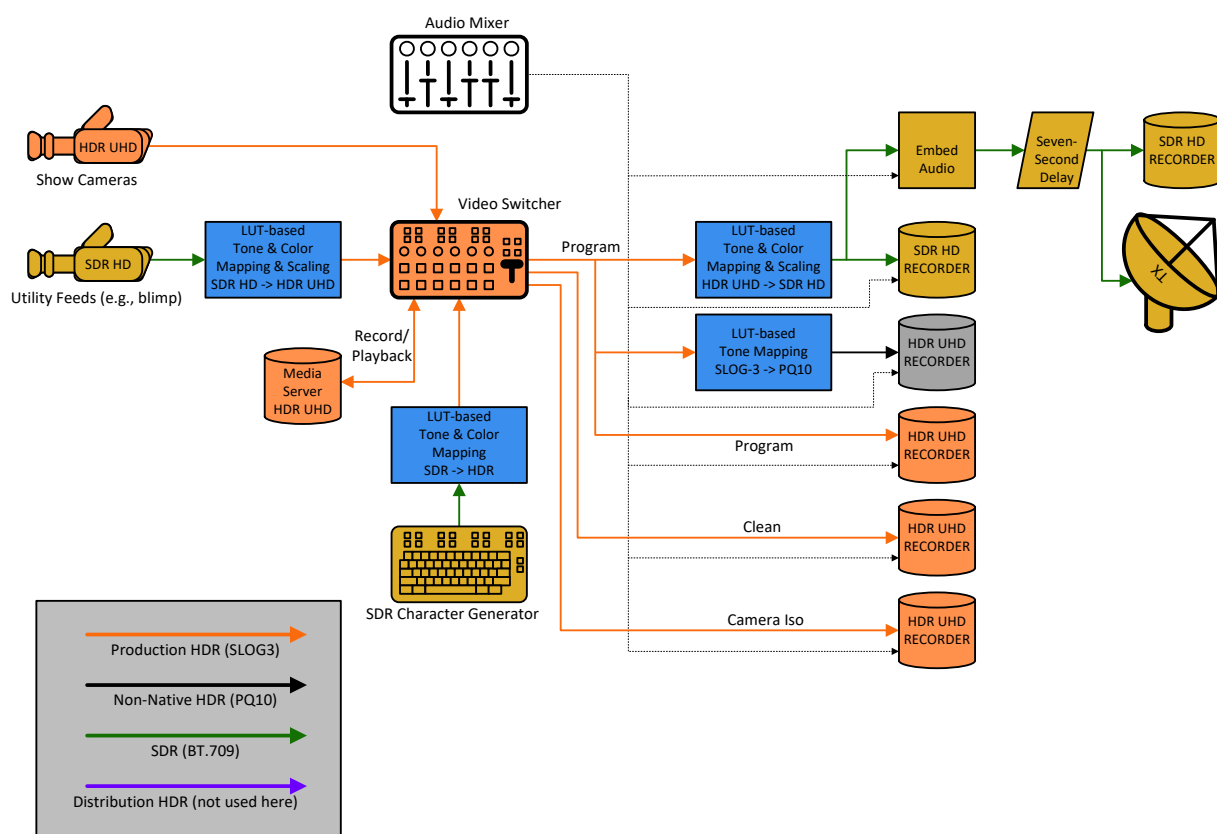 Audio Mixer
HDR UHD
Show Cameras
SDR HD
Utility Feeds (e.g., blimp)
LUT-based
Tone & Color
Mapping & Scaling
SDR HD -> HDR UHD
Video Switcher
Program
LUT-based
Tone & Color
Mapping & Scaling
HDR UHD -> SDR HD
Embed
Audio
Seven-
Second
Delay
SDR HD
RECORDER
SDR HD
RECORDER
TX
Record/
Playback
Media
Server
HDR UHD
LUT-based
Tone Mapping
SLOG-3 -> PQ10
HDR UHD
RECORDER
LUT-based
Tone & Color
Mapping
SDR -> HDR
Program
HDR UHD
RECORDER
Clean
HDR UHD
RECORDER
SDR Character Generator
Camera Iso
HDR UHD
RECORDER
Production HDR (SLOG3)
Non-Native HDR (PQ10)
SDR (BT.709)
Distribution HDR (not used here)